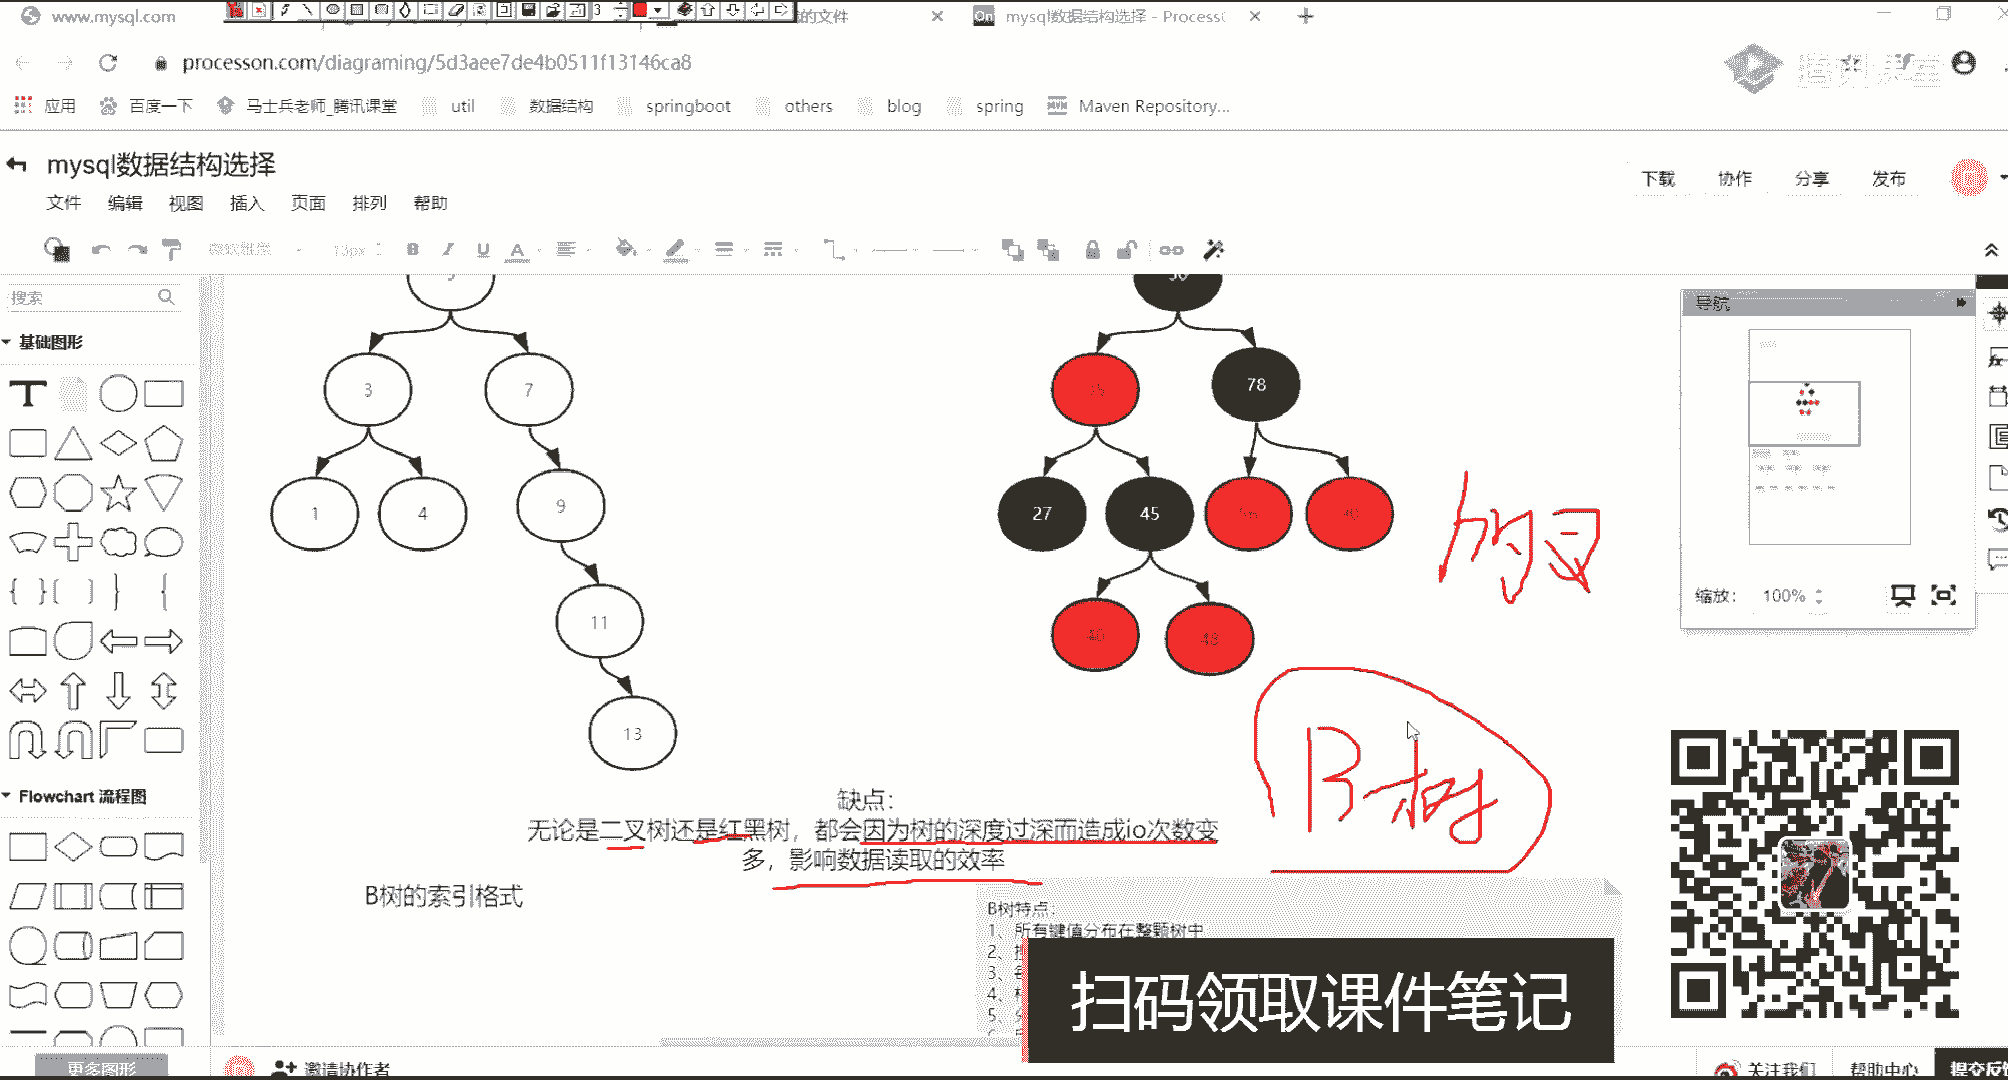 www.mysql.com
的文件
mysql数据结构选择 - Process
processon.com/diagraming/5d3aee7de4b0511f13146ca8
腾讯课堂
应用
百度一下
马士兵老师_腾讯课堂
util
数据结构
springboot
others
blog
spring
Maven Repository...
mysql数据结构选择
下载
协作
分享
发布
文件
编辑
视图
插入
页面
排列
帮助
13px
搜索
基础图形
导航
3
7
78
1
4
9
27
45
11
13
缩放：
100%
B树
缺点：
无论是二叉树还是红黑树，都会因为树的深度过深而造成io次数变
多，影响数据读取的效率
B树的索引格式
B树特点：
1、所有键值分布在整颗树中
2、
3、
4、
5、
Flowchart 流程图
扫码领取课件笔记
更多图形
邀请协作者
关注我们
帮助中心
提交反馈